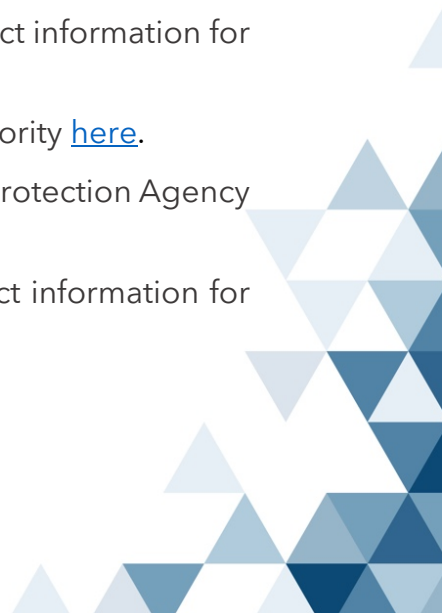 ct information for
ority here.
rotection Agency
ct information for